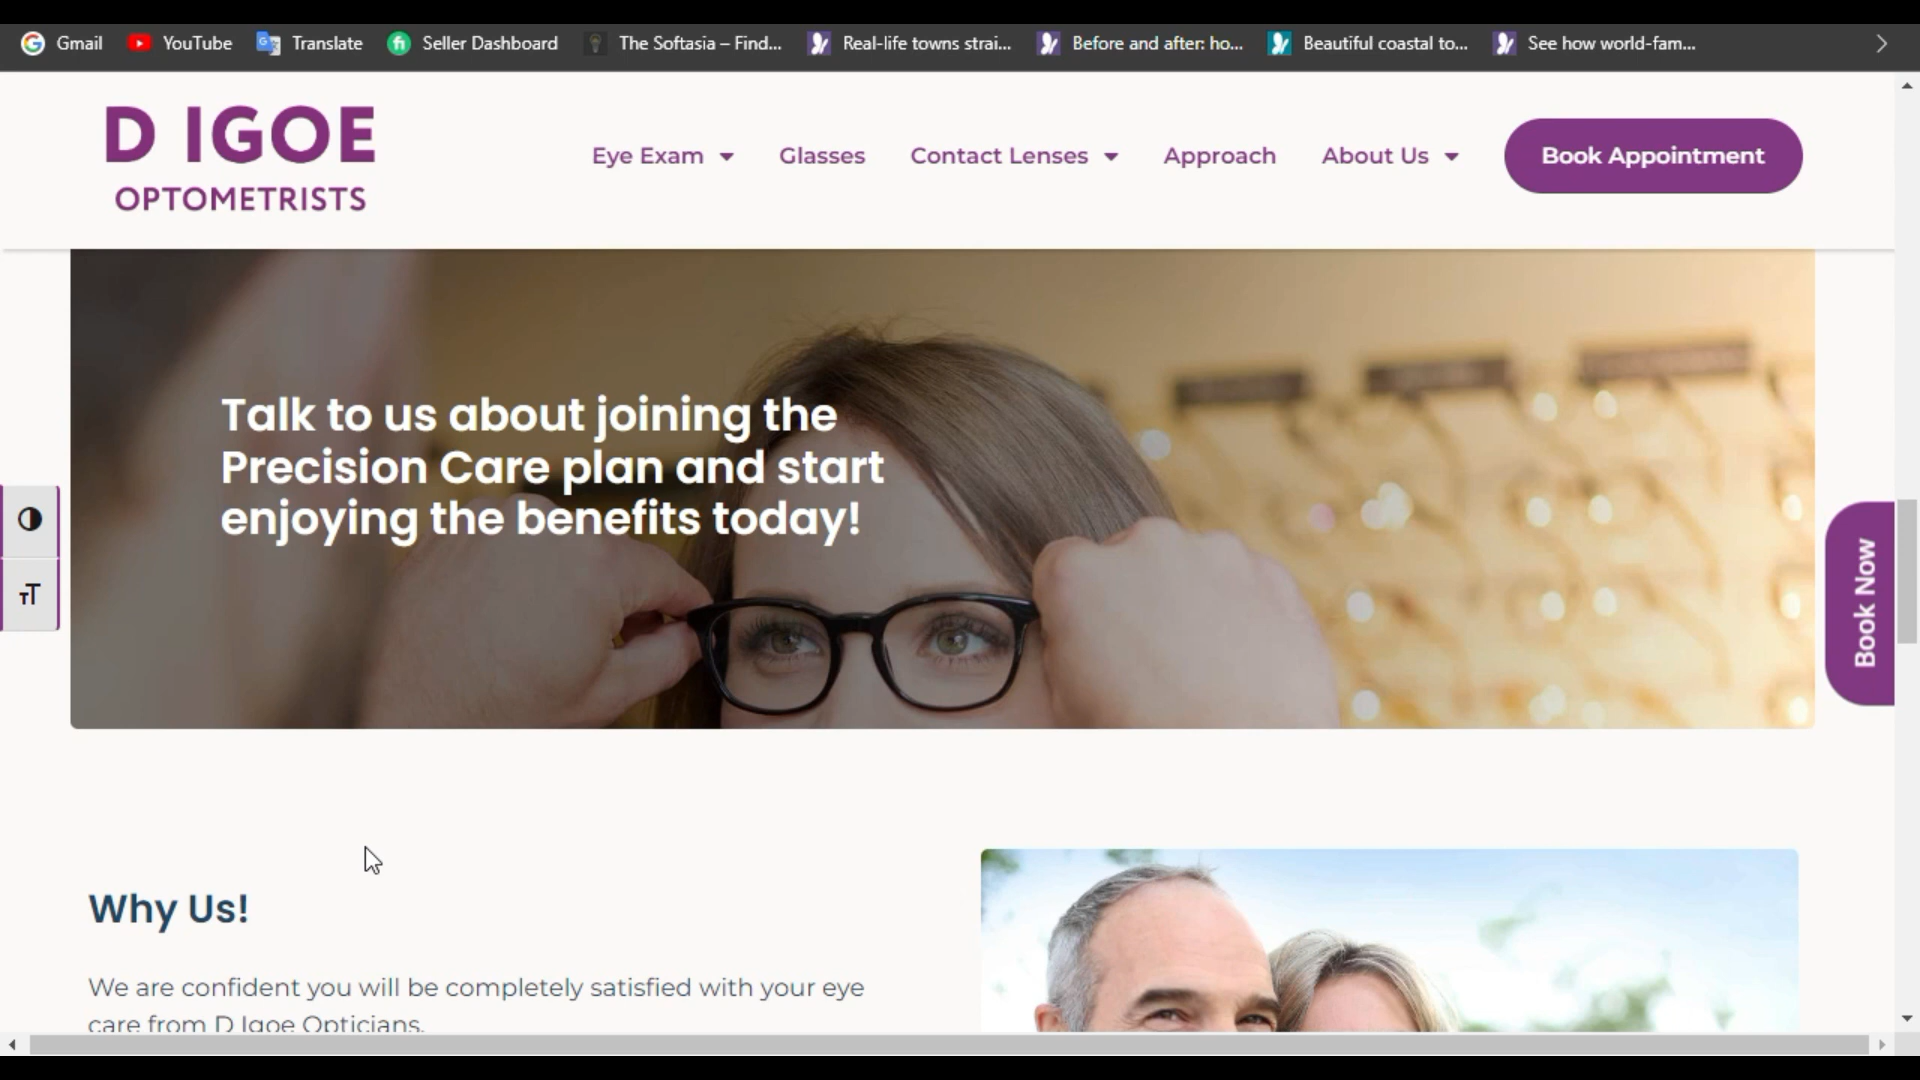 Gmail YouTube Translate Seller Dashboard The Softasia – Find... Real-life towns strai... Before and after: ho... Beautiful coastal to... See how world-fam...
D IGOE
OPTOMETRISTS
Eye Exam Glasses Contact Lenses Approach About Us Book Appointment
Talk to us about joining the
Precision Care plan and start
enjoying the benefits today!
TT
Book Now
Why Us!
We are confident you will be completely satisfied with your eye
care from D Igoe Opticians.